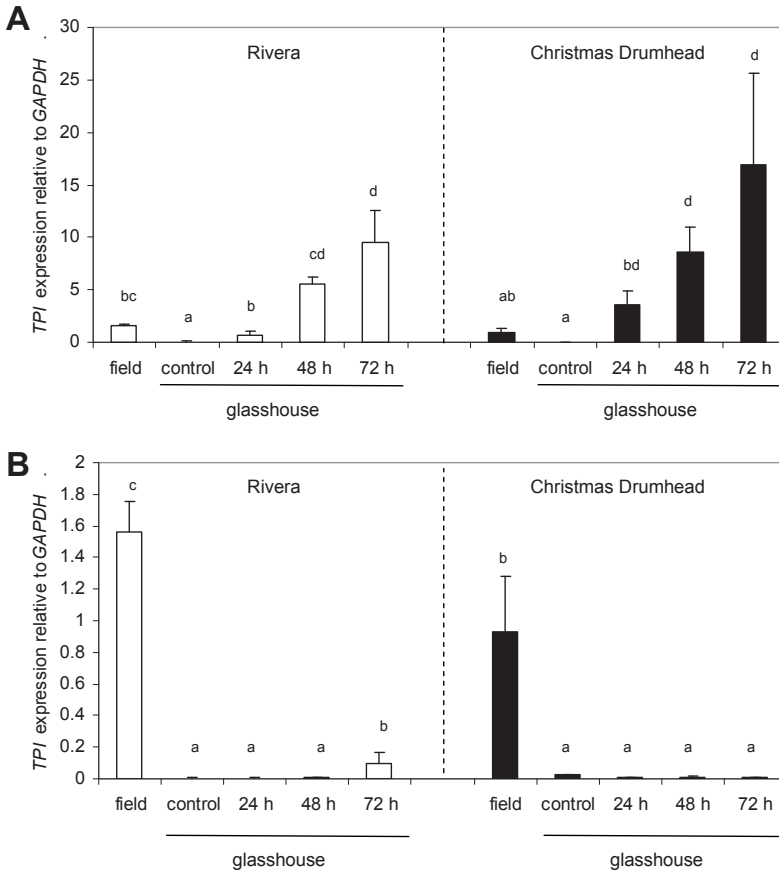 A
TPI expression relative to GAPDH .
30
25
20
15
10
5
0
Rivera
Christmas Drumhead
bc
a
b
cd
d
ab
a
bd
d
d
field control 24 h 48 h 72 h field control 24 h 48 h 72 h
glasshouse glasshouse
B
TPI expression relative to GAPDH .
2
1.8
1.6
1.4
1.2
1
0.8
0.6
0.4
0.2
0
Rivera
Christmas Drumhead
c
a
a
a
b
b
a
a
a
a
field control 24 h 48 h 72 h field control 24 h 48 h 72 h
glasshouse glasshouse